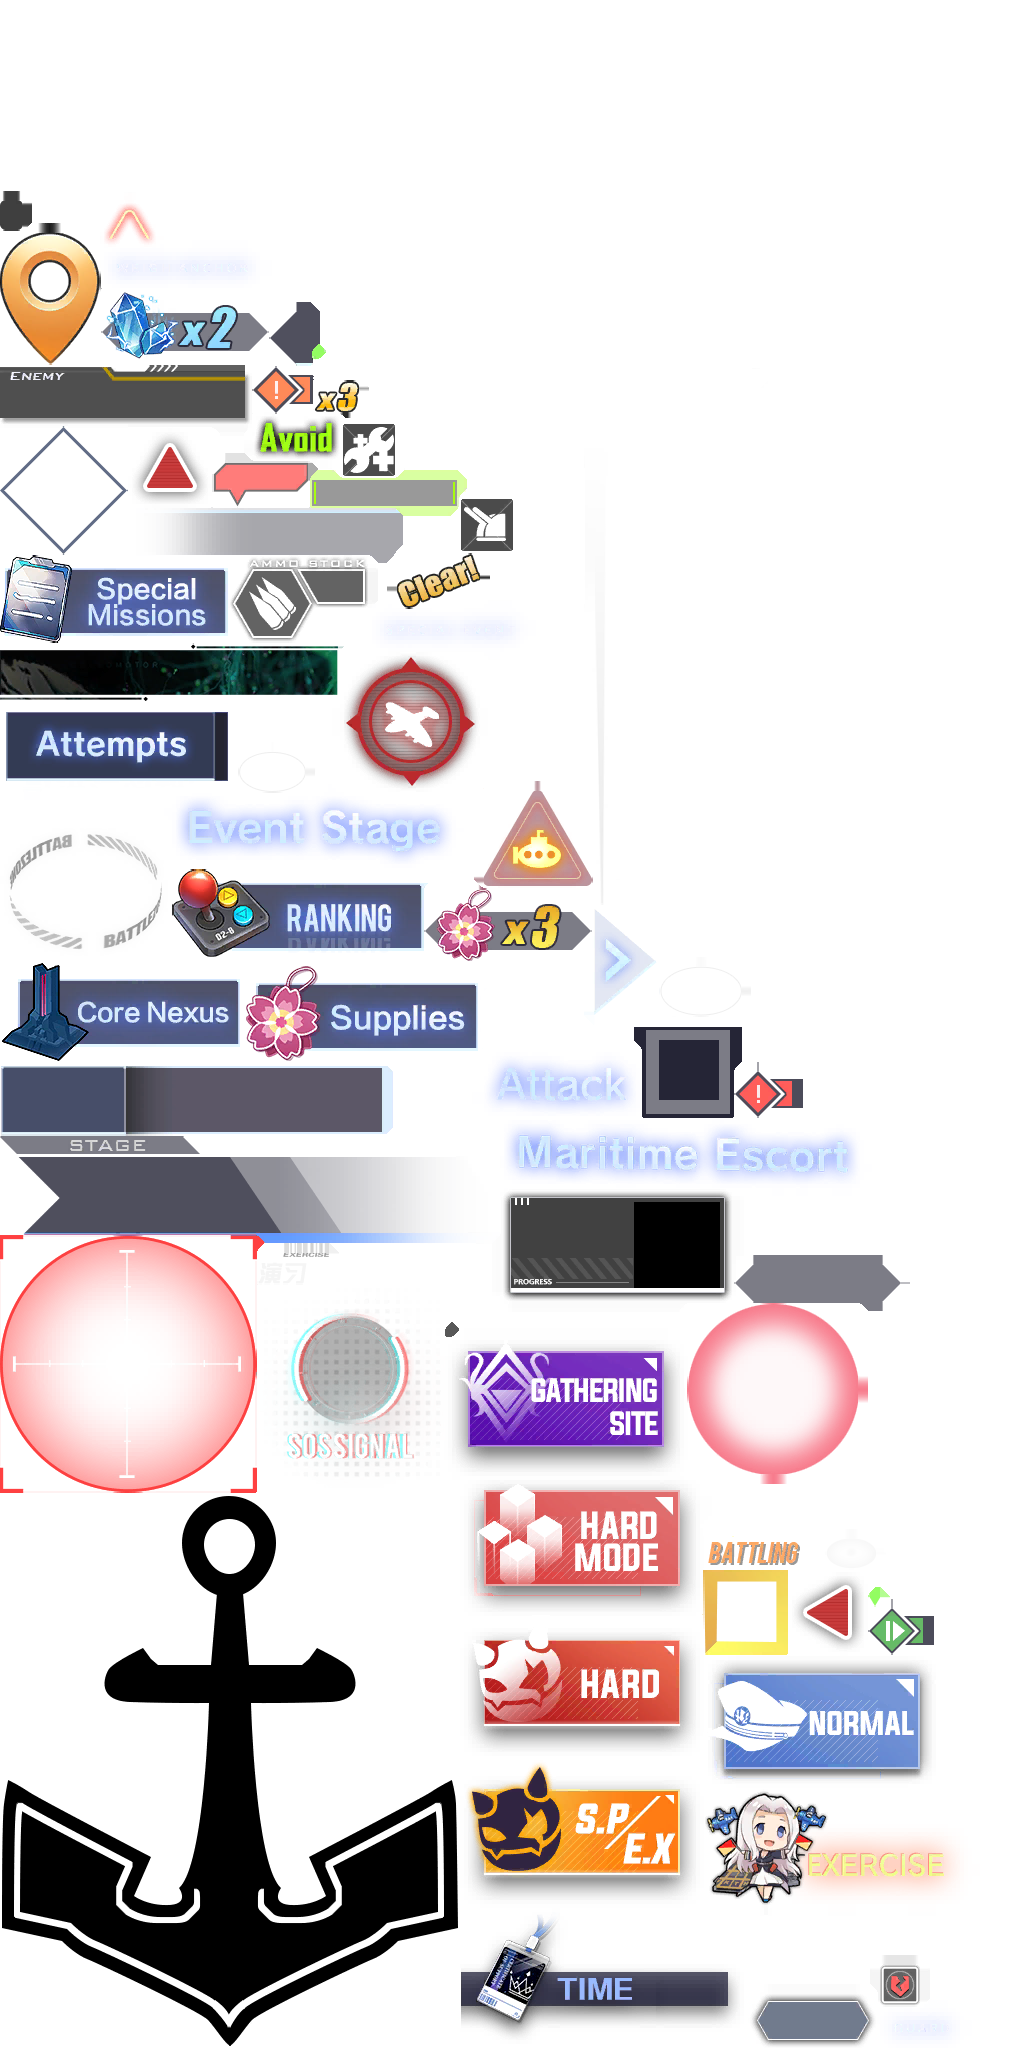 x2
ENEMY
!
x3
Avoid
AMMO STOCK
Special
Missions
Clear!
Attempts
Event Stage
BATTLE
RANKING
D2-B
x3
Core Nexus
Supplies
Attack
!
STAGE
Maritime Escort
PROGRESS
EXERCISE
演习
SOS SIGNAL
GATHERING
SITE
HARD
MODE
BATTLING
HARD
NORMAL
S.P/
E.X
EXERCISE
TIME